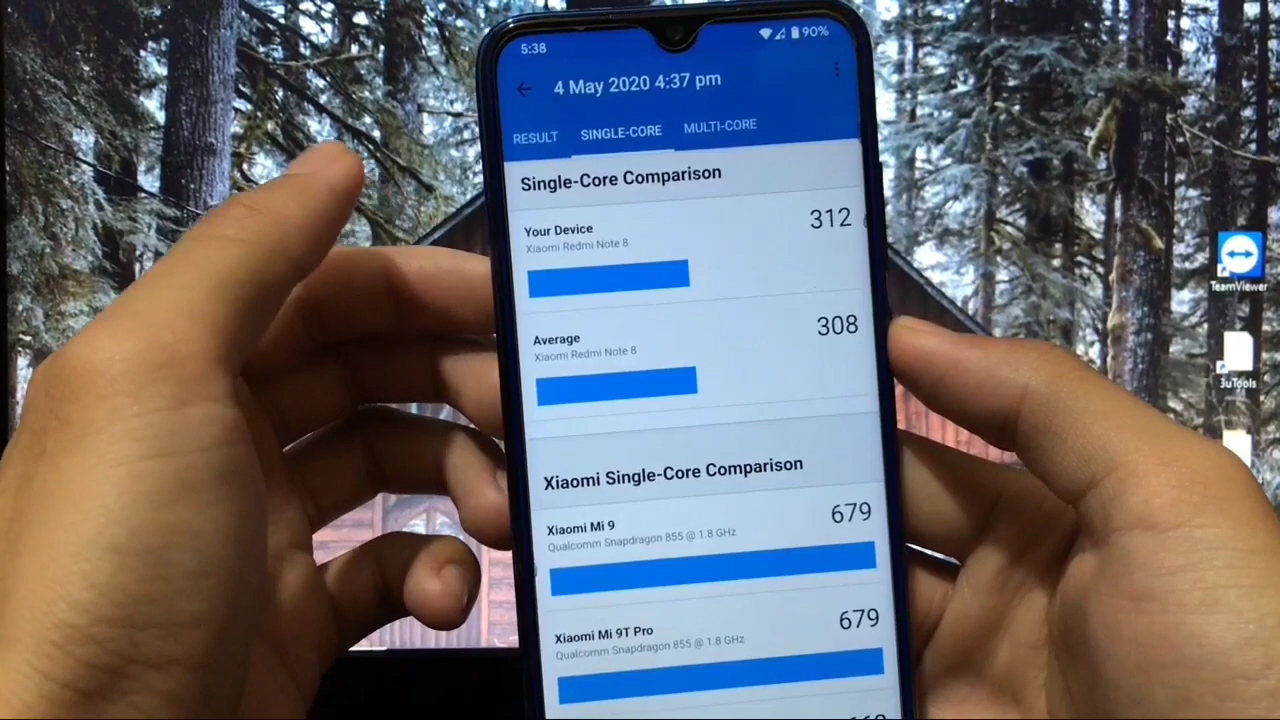 5:38
90%
4 May 2020 4:37 pm
RESULT SINGLE-CORE MULTI-CORE
Single-Core Comparison
Your Device
312
Xiaomi Redmi Note 8
Average
308
Xiaomi Redmi Note 8
Xiaomi Single-Core Comparison
Xiaomi Mi 9
679
Qualcomm Snapdragon 855 @ 1.8 GHz
Xiaomi Mi 9T Pro
679
Qualcomm Snapdragon 855 @ 1.8 GHz
TeamViewer
3uTools